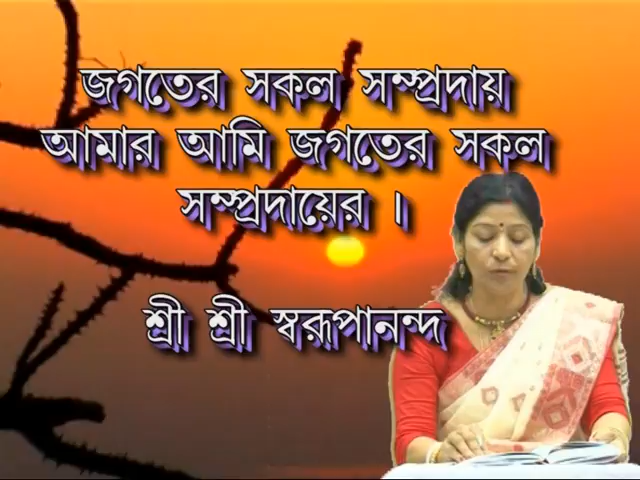 জগতের সকল সম্প্রদায়
আমার আমি জগতের সকল
সম্প্রদায়ের ।
শ্রী শ্রী স্বরূপানন্দ